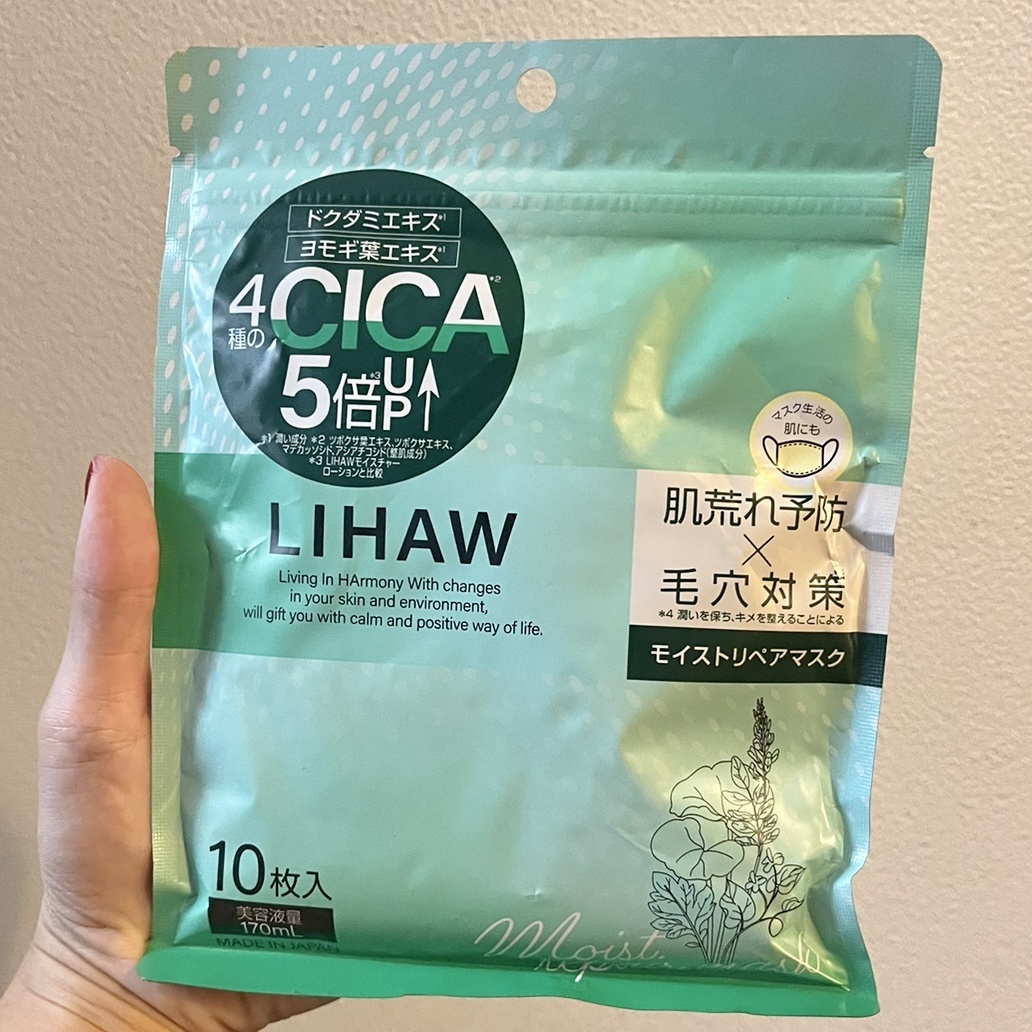 ドクダミエキス*1
ヨモギ葉エキス*1
4種のCICA*2
5倍*3UP↑
*1 潤い成分 *2 ツボクサ葉エキス,ツボクサエキス,
マデカッソシド,アシアチコシド(整肌成分)
*3 LIHAWモイスチャー
ローションと比較
LIHAW
Living In HArmony With changes
in your skin and environment,
will gift you with calm and positive way of life.
マスク生活の
肌にも
肌荒れ予防
×
毛穴対策
*4 潤いを保ち、キメを整えることによる
モイストリペアマスク
10枚入
美容液量
170mL
MADE IN JAPAN
Moist